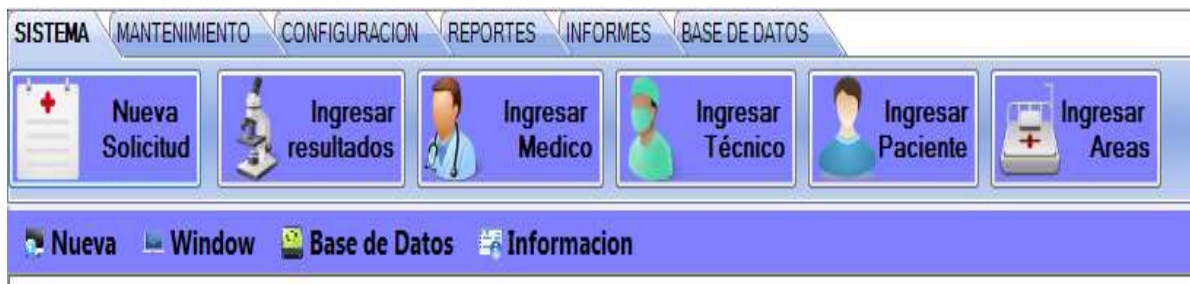 SISTEMA MANTENIMIENTO CONFIGURACION REPORTES INFORMES BASE DE DATOS
Nueva Solicitud
Ingresar resultados
Ingresar Medico
Ingresar Técnico
Ingresar Paciente
Ingresar Areas
Nueva Window Base de Datos Informacion